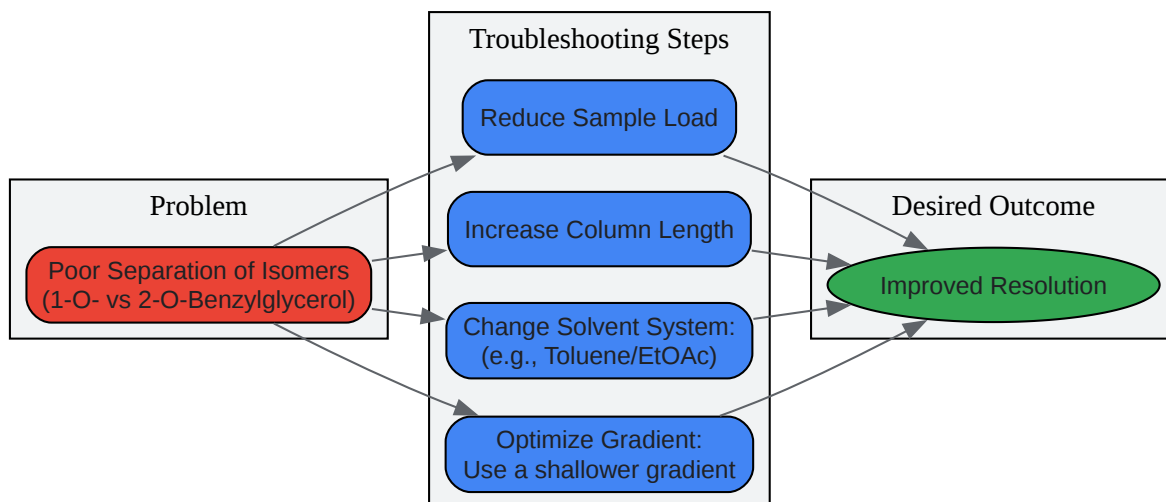 Problem
Poor Separation of Isomers
(1-O- vs 2-O-Benzylglycerol)
Troubleshooting Steps
Reduce Sample Load
Increase Column Length
Change Solvent System:
(e.g., Toluene/EtOAc)
Optimize Gradient:
Use a shallower gradient
Desired Outcome
Improved Resolution